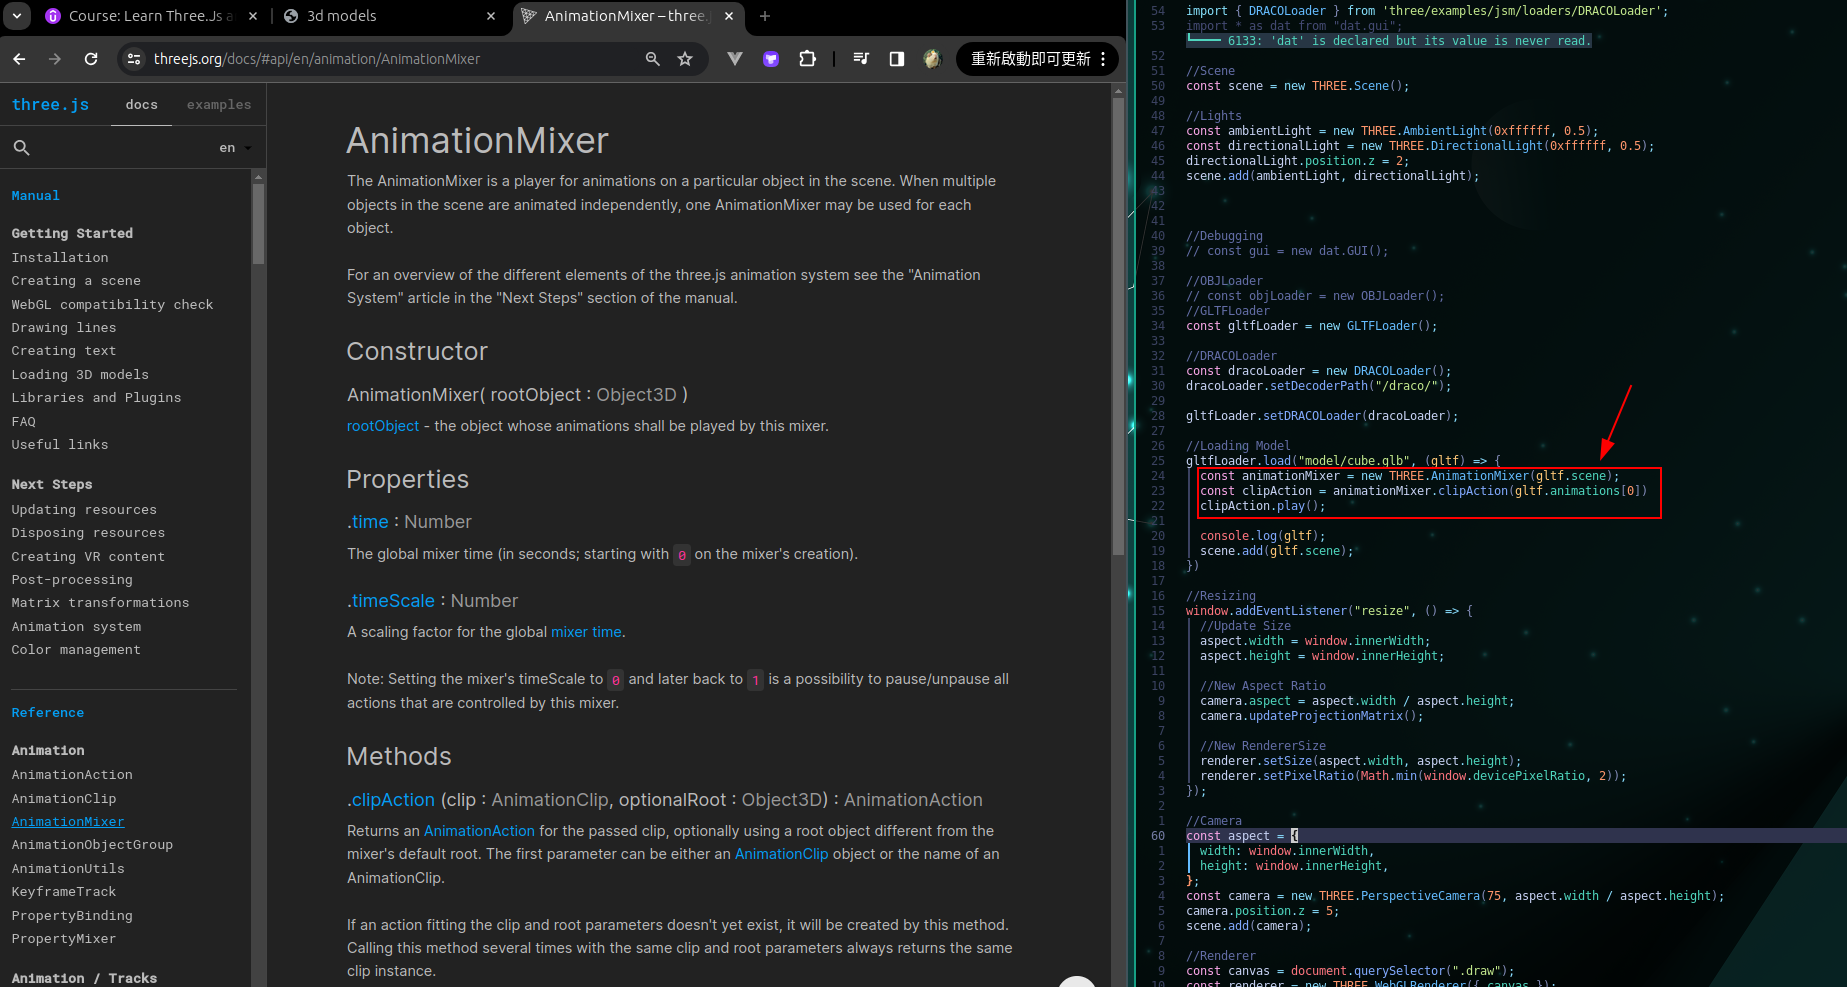 Course: Learn Three.Js a
3d models
AnimationMixer – three.j
threejs.org/docs/#api/en/animation/AnimationMixer
重新啟動即可更新
three.js
docs
examples
en
Manual
Getting Started
Installation
Creating a scene
WebGL compatibility check
Drawing lines
Creating text
Loading 3D models
Libraries and Plugins
FAQ
Useful links
Next Steps
Updating resources
Disposing resources
Creating VR content
Post-processing
Matrix transformations
Animation system
Color management
Reference
Animation
AnimationAction
AnimationClip
AnimationMixer
AnimationObjectGroup
AnimationUtils
KeyframeTrack
PropertyBinding
PropertyMixer
Animation / Tracks
AnimationMixer
The AnimationMixer is a player for animations on a particular object in the scene. When multiple
objects in the scene are animated independently, one AnimationMixer may be used for each
object.
For an overview of the different elements of the three.js animation system see the "Animation
System" article in the "Next Steps" section of the manual.
Constructor
AnimationMixer( rootObject : Object3D )
rootObject - the object whose animations shall be played by this mixer.
Properties
.time : Number
The global mixer time (in seconds; starting with 0 on the mixer's creation).
.timeScale : Number
A scaling factor for the global mixer time.
Note: Setting the mixer's timeScale to 0 and later back to 1 is a possibility to pause/unpause all
actions that are controlled by this mixer.
Methods
.clipAction (clip : AnimationClip, optionalRoot : Object3D) : AnimationAction
Returns an AnimationAction for the passed clip, optionally using a root object different from the
mixer's default root. The first parameter can be either an AnimationClip object or the name of an
AnimationClip.
If an action fitting the clip and root parameters doesn't yet exist, it will be created by this method.
Calling this method several times with the same clip and root parameters always returns the same
clip instance.
54 import { DRACOLoader } from 'three/examples/jsm/loaders/DRACOLoader';
53 import * as dat from "dat.gui";
6133: 'dat' is declared but its value is never read.
52
51 //Scene
50 const scene = new THREE.Scene();
49
48 //Lights
47 const ambientLight = new THREE.AmbientLight(0xffffff, 0.5);
46 const directionalLight = new THREE.DirectionalLight(0xffffff, 0.5);
45 directionalLight.position.z = 2;
44 scene.add(ambientLight, directionalLight);
43
42
41
40 //Debugging
39 // const gui = new dat.GUI();
38
37 //OBJLoader
36 // const objLoader = new OBJLoader();
35 //GLTFLoader
34 const gltfLoader = new GLTFLoader();
33
32 //DRACOLoader
31 const dracoLoader = new DRACOLoader();
30 dracoLoader.setDecoderPath("/draco/");
29
28 gltfLoader.setDRACOLoader(dracoLoader);
27
26 //Loading Model
25 gltfLoader.load("model/cube.glb", (gltf) => {
24 const animationMixer = new THREE.AnimationMixer(gltf.scene);
23 const clipAction = animationMixer.clipAction(gltf.animations[0])
22 clipAction.play();
21
20 console.log(gltf);
19 scene.add(gltf.scene);
18 })
17
16 //Resizing
15 window.addEventListener("resize", () => {
14 //Update Size
13 aspect.width = window.innerWidth;
12 aspect.height = window.innerHeight;
11
10 //New Aspect Ratio
9 camera.aspect = aspect.width / aspect.height;
8 camera.updateProjectionMatrix();
7
6 //New RendererSize
5 renderer.setSize(aspect.width, aspect.height);
4 renderer.setPixelRatio(Math.min(window.devicePixelRatio, 2));
3 });
2
1 //Camera
60 const aspect = {
1 width: window.innerWidth,
2 height: window.innerHeight,
3 };
4 const camera = new THREE.PerspectiveCamera(75, aspect.width / aspect.height);
5 camera.position.z = 5;
6 scene.add(camera);
7
8 //Renderer
9 const canvas = document.querySelector(".draw");
10 const renderer = new THREE.WebGLRenderer({ canvas });